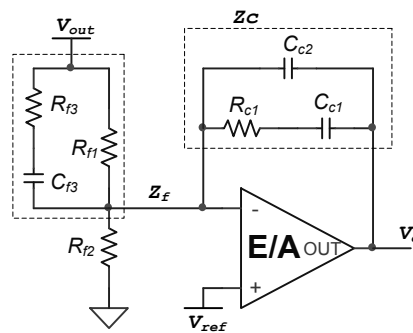 Zc
Vout
Cc2
Rf3
Rc1
Cc1
Rf1
Cf3
Zf
-
Rf2
E/A OUT
+
Vref